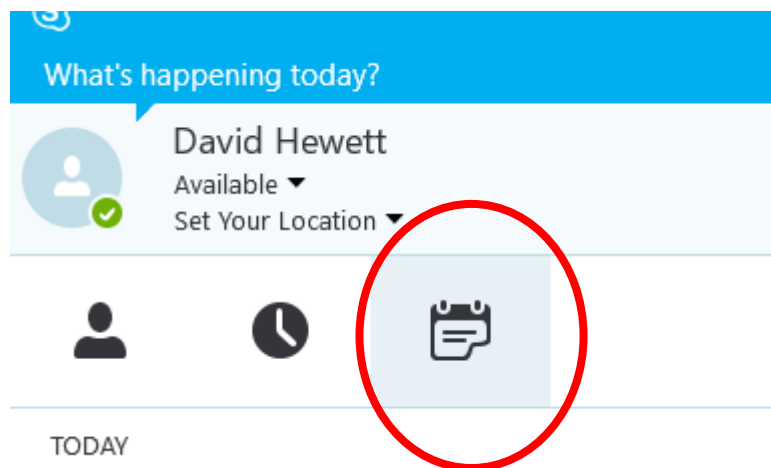 What's happening today?
David Hewett
Available
Set Your Location
TODAY